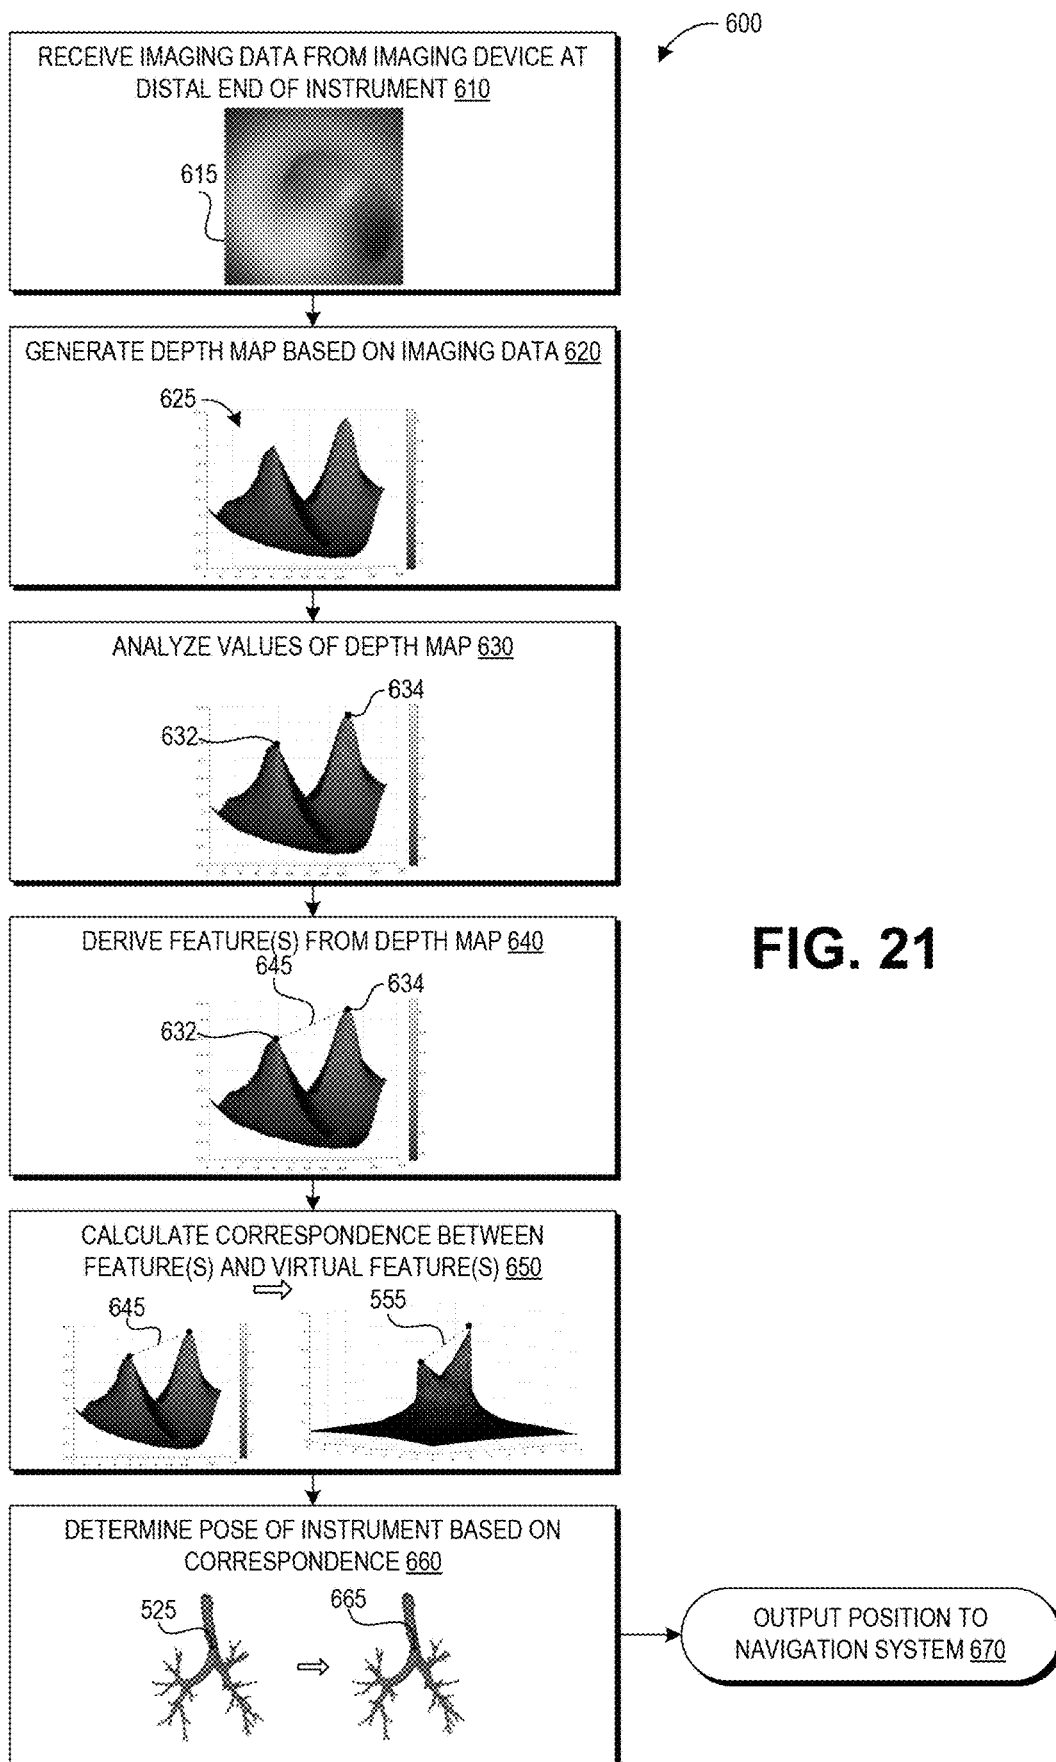 600
RECEIVE IMAGING DATA FROM IMAGING DEVICE AT
DISTAL END OF INSTRUMENT 610
615
GENERATE DEPTH MAP BASED ON IMAGING DATA 620
625
ANALYZE VALUES OF DEPTH MAP 630
634
632
DERIVE FEATURE(S) FROM DEPTH MAP 640
645
634
632
FIG. 21
CALCULATE CORRESPONDENCE BETWEEN
FEATURE(S) AND VIRTUAL FEATURE(S) 650
645
555
DETERMINE POSE OF INSTRUMENT BASED ON
CORRESPONDENCE 660
525
665
OUTPUT POSITION TO
NAVIGATION SYSTEM 670